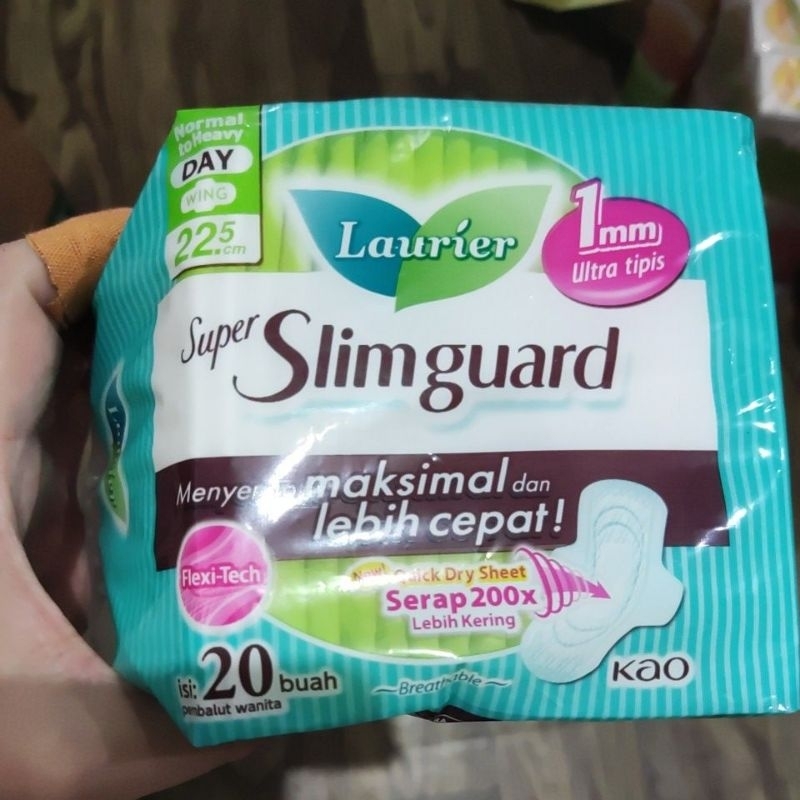 Normal
to Heavy
DAY
WING
22.5 cm
Laurier
1mm
Ultra tipis
Super Slimguard
maksimal dan
lebih cepat!
Flexi-Tech
New! Quick Dry Sheet
Serap 200x
Lebih Kering
isi: 20 buah
pembalut wanita
~Breathable~
Kao